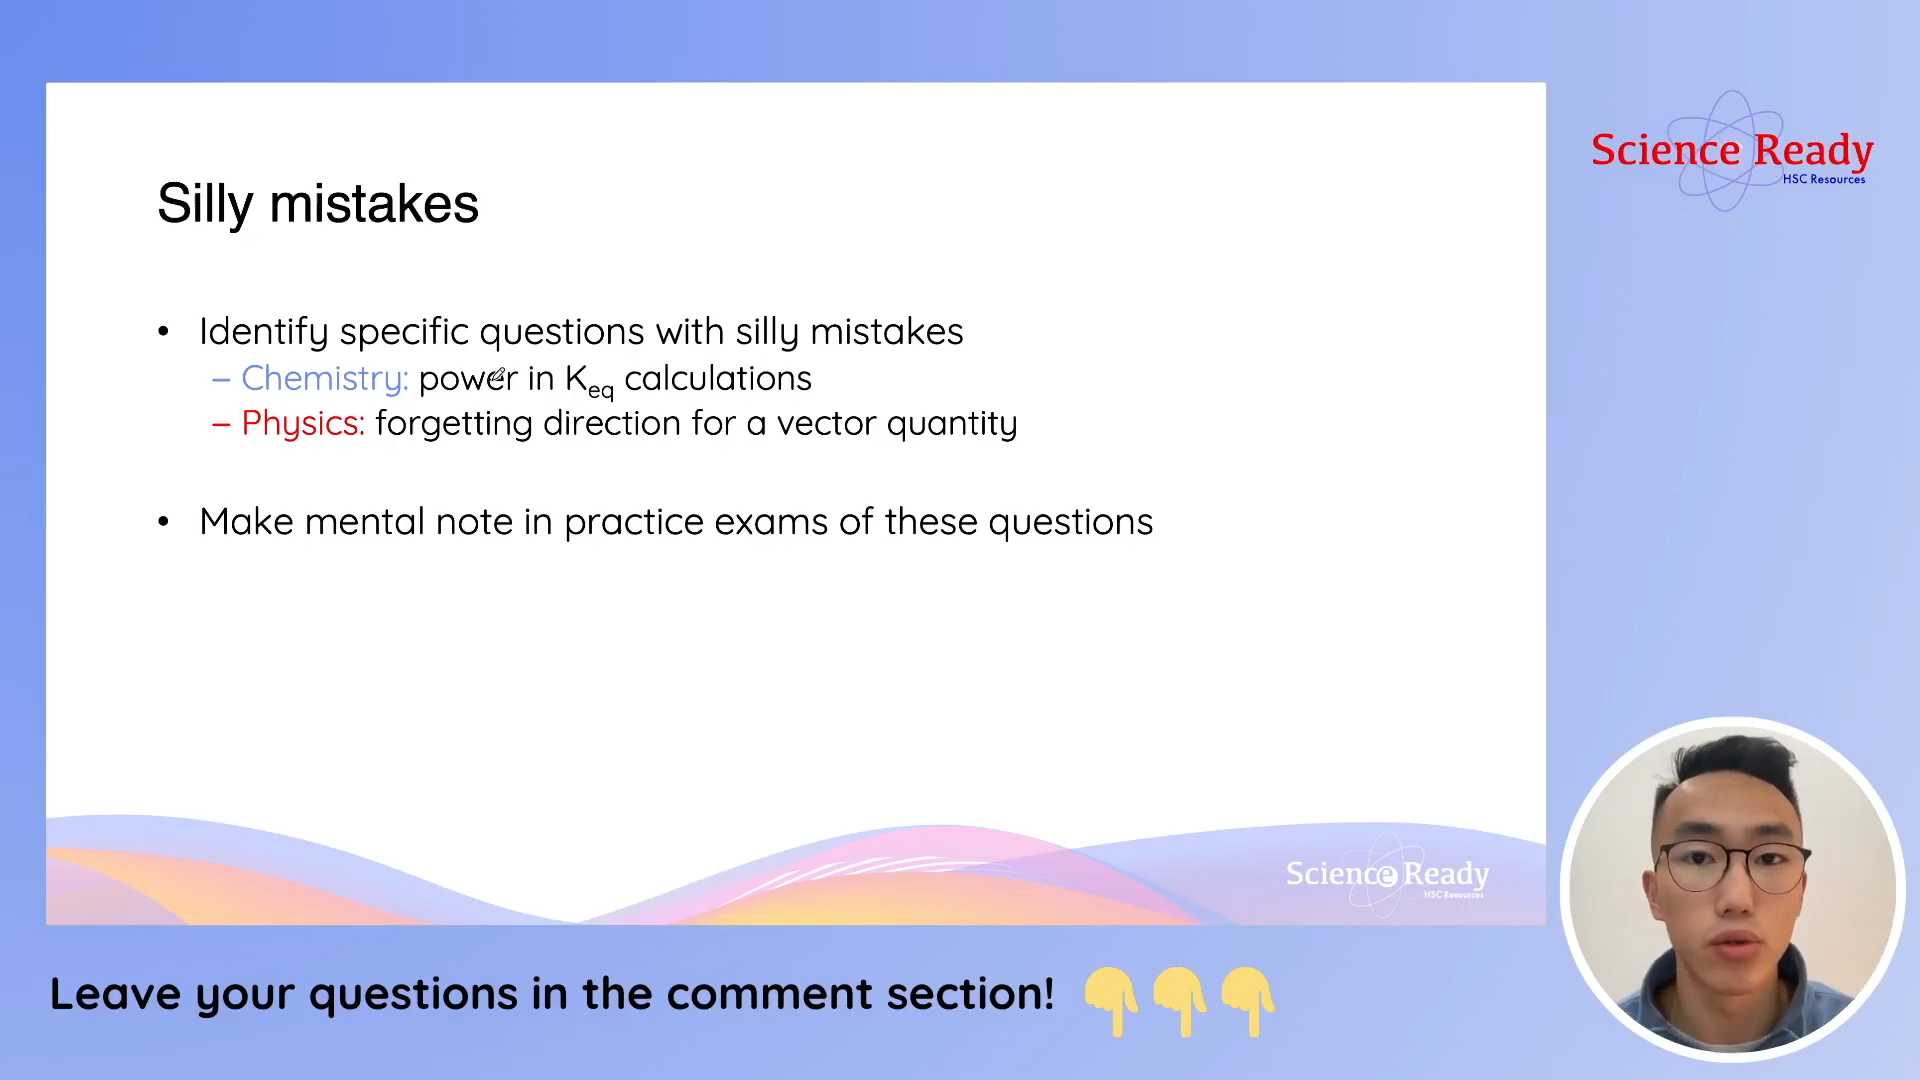 Science Ready
HSC Resources
Silly mistakes
• Identify specific questions with silly mistakes
– Chemistry: power in Keq calculations
– Physics: forgetting direction for a vector quantity
• Make mental note in practice exams of these questions
Science Ready
HSC Resources
Leave your questions in the comment section!